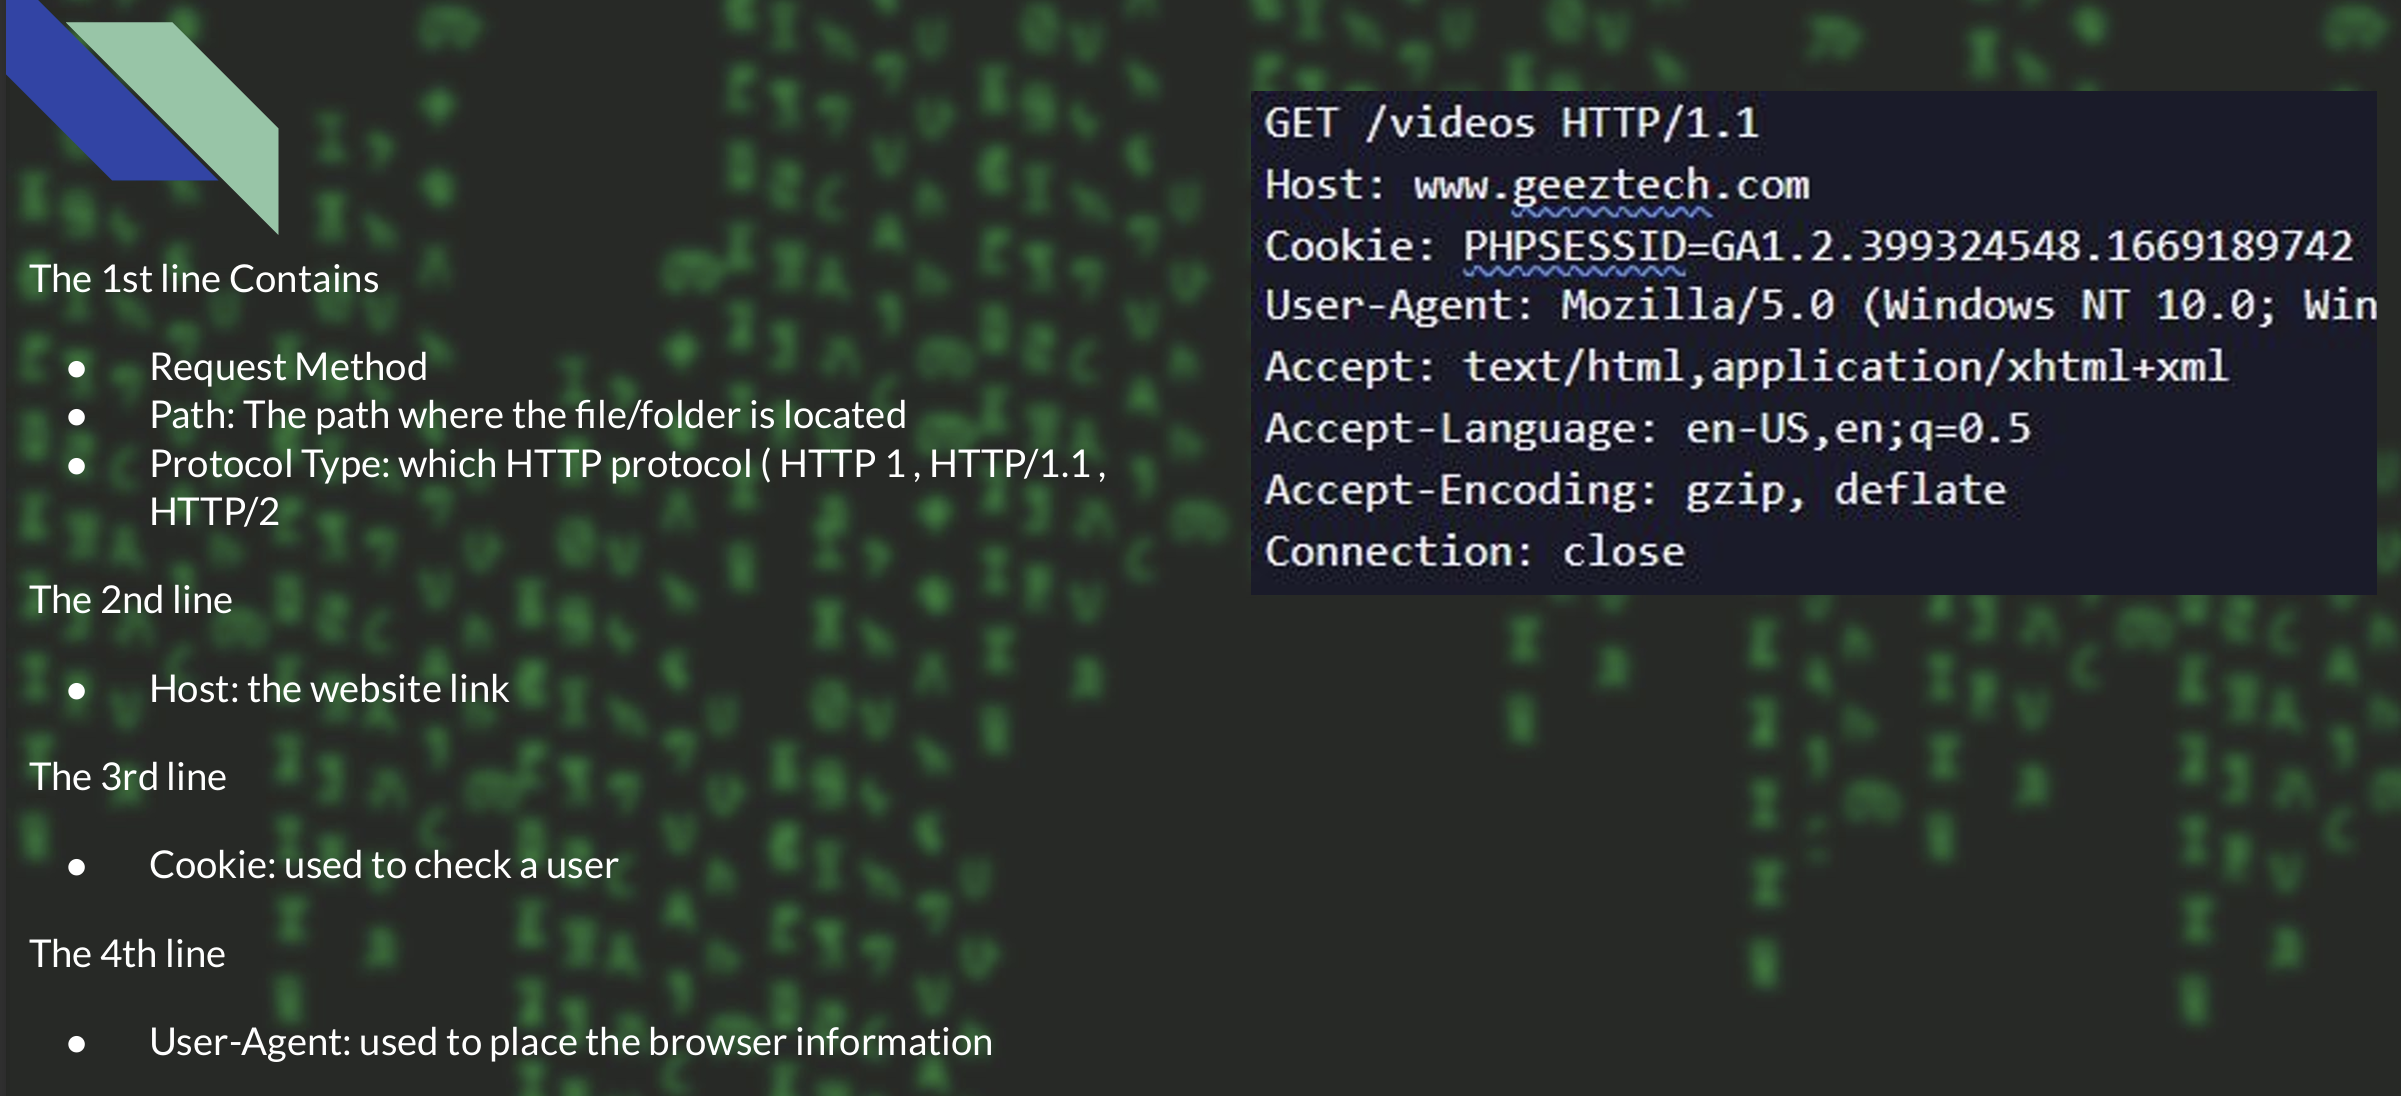 The 1st line Contains
● Request Method
● Path: The path where the file/folder is located
● Protocol Type: which HTTP protocol ( HTTP 1 , HTTP/1.1 ,
HTTP/2
The 2nd line
● Host: the website link
The 3rd line
● Cookie: used to check a user
The 4th line
● User-Agent: used to place the browser information
GET /videos HTTP/1.1
Host: www.geeztech.com
Cookie: PHPSESSID=GA1.2.399324548.1669189742
User-Agent: Mozilla/5.0 (Windows NT 10.0; Win
Accept: text/html,application/xhtml+xml
Accept-Language: en-US,en;q=0.5
Accept-Encoding: gzip, deflate
Connection: close